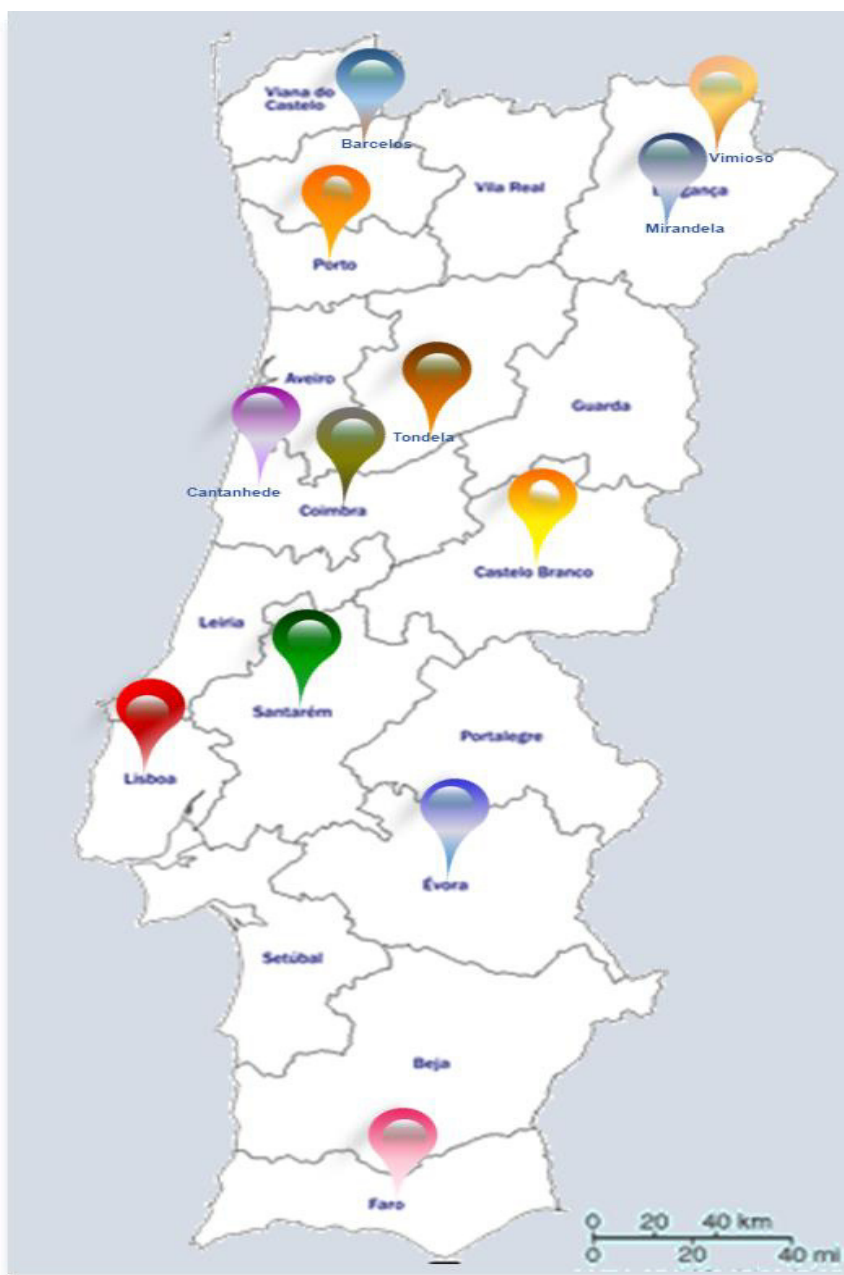 Viana do
Castelo
Barcelos
Vimioso
Vila Real
Bragança
Mirandela
Porto
Aveiro
Guarda
Tondela
Cantanhede
Coimbra
Castelo Branco
Leiria
Santarém
Portalegre
Lisboa
Évora
Setúbal
Beja
Faro
0 20 40 km
0 20 40 mi